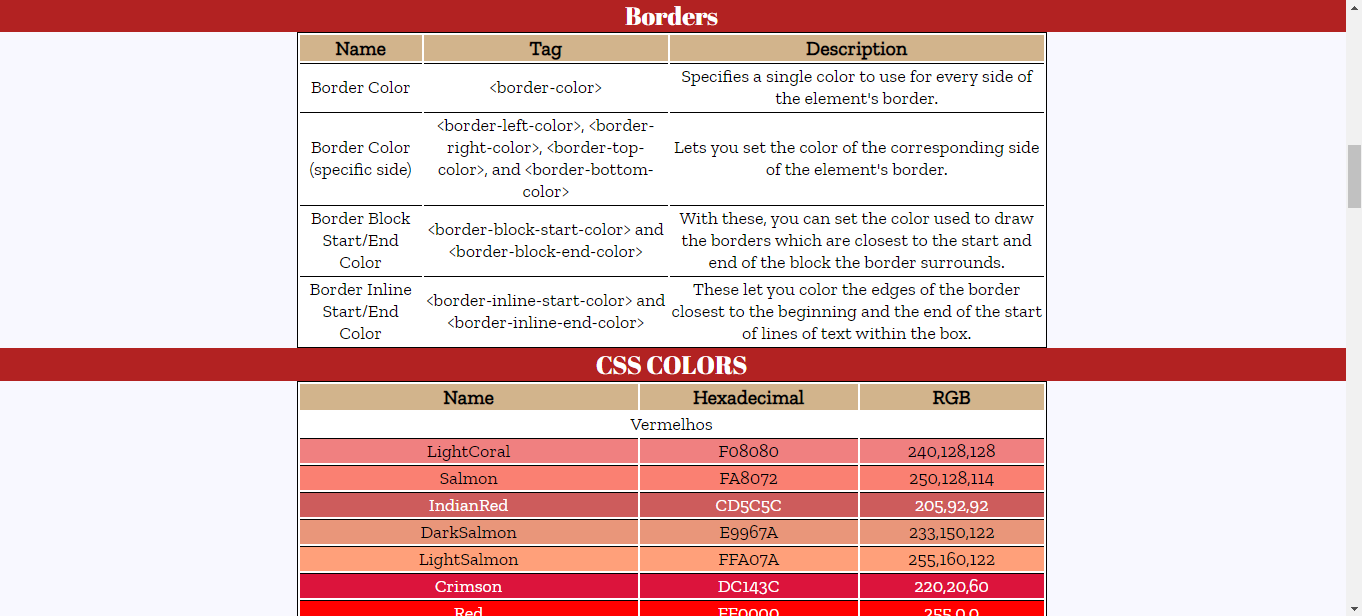 Borders
Name Tag Description
Border Color <border-color> Specifies a single color to use for every side of
the element's border.
Border Color
(specific side)
<border-left-color>, <border-
right-color>, <border-top-
color>, and <border-bottom-
color>
Lets you set the color of the corresponding side
of the element's border.
Border Block
Start/End
Color
<border-block-start-color> and
<border-block-end-color>
With these, you can set the color used to draw
the borders which are closest to the start and
end of the block the border surrounds.
Border Inline
Start/End
Color
<border-inline-start-color> and
<border-inline-end-color>
These let you color the edges of the border
closest to the beginning and the end of the start
of lines of text within the box.
CSS COLORS
Name Hexadecimal RGB
Vermelhos
LightCoral F08080 240,128,128
Salmon FA8072 250,128,114
IndianRed CD5C5C 205,92,92
DarkSalmon E9967A 233,150,122
LightSalmon FFA07A 255,160,122
Crimson DC143C 220,20,60
Red FF0000 255,0,0